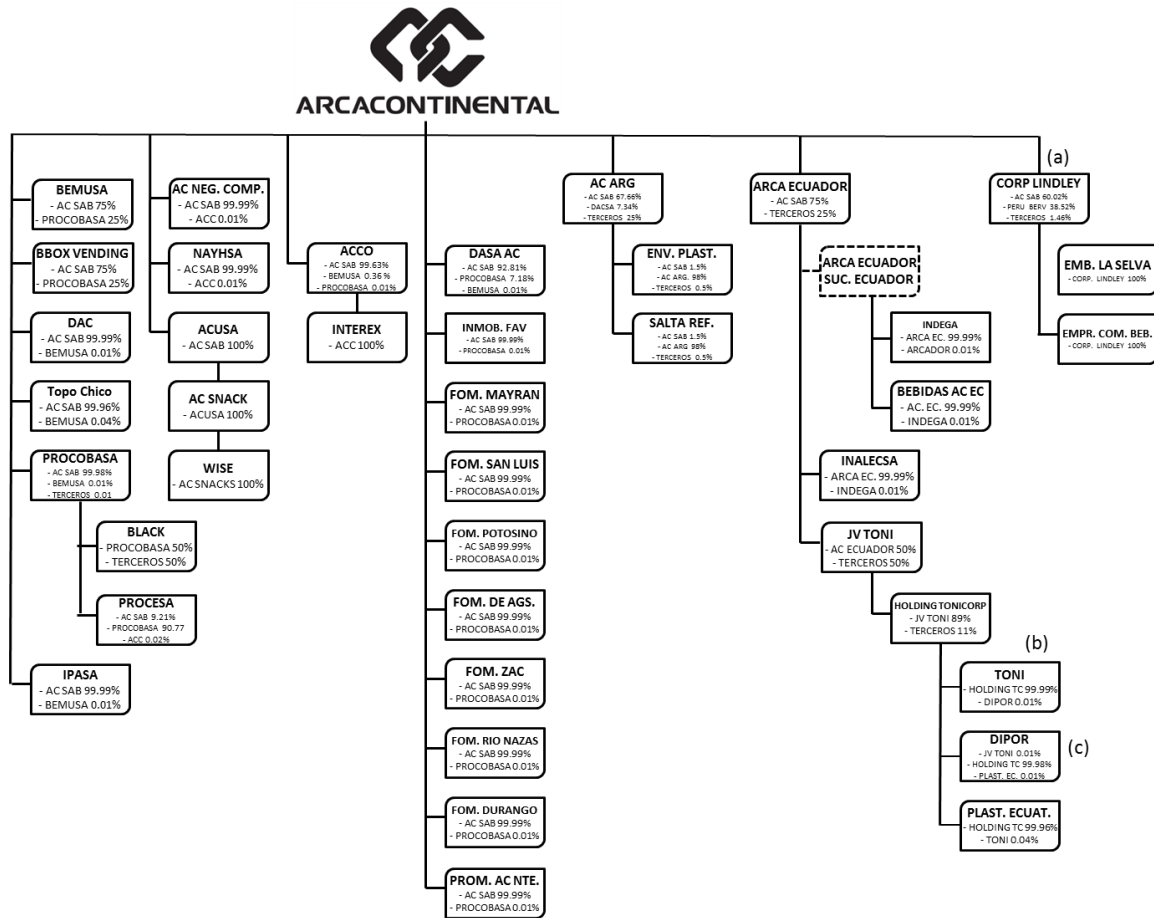 ARCACONTINENTAL
BEMUSA
- AC SAB 75%
- PROCOBASA 25%
BBOX VENDING
- AC SAB 75%
- PROCOBASA 25%
DAC
- AC SAB 99.99%
- BEMUSA 0.01%
Topo Chico
- AC SAB 99.96%
- BEMUSA 0.04%
PROCOBASA
- AC SAB 99.98%
- BEMUSA 0.01%
- TERCEROS 0.01
BLACK
- PROCOBASA 50%
- TERCEROS 50%
PROCESA
- AC SAB 9.21%
- PROCOBASA 90.77
- ACC 0.02%
IPASA
- AC SAB 99.99%
- BEMUSA 0.01%
AC NEG. COMP.
- AC SAB 99.99%
- ACC 0.01%
NAYHSA
- AC SAB 99.99%
- ACC 0.01%
ACUSA
- AC SAB 100%
AC SNACK
- ACUSA 100%
WISE
- AC SNACKS 100%
ACCO
- AC SAB 99.63%
- BEMUSA 0.36 %
- PROCOBASA 0.01%
INTEREX
- ACC 100%
DASA AC
- AC SAB 92.81%
- PROCOBASA 7.18%
- BEMUSA 0.01%
INMOB. FAV
- AC SAB 99.99%
- PROCOBASA 0.01%
FOM. MAYRAN
- AC SAB 99.99%
- PROCOBASA 0.01%
FOM. SAN LUIS
- AC SAB 99.99%
- PROCOBASA 0.01%
FOM. POTOSINO
- AC SAB 99.99%
- PROCOBASA 0.01%
FOM. DE AGS.
- AC SAB 99.99%
- PROCOBASA 0.01%
FOM. ZAC
- AC SAB 99.99%
- PROCOBASA 0.01%
FOM. RIO NAZAS
- AC SAB 99.99%
- PROCOBASA 0.01%
FOM. DURANGO
- AC SAB 99.99%
- PROCOBASA 0.01%
PROM. AC NTE.
- AC SAB 99.99%
- PROCOBASA 0.01%
AC ARG
- AC SAB 67.66%
- DACSA 7.34%
- TERCEROS 25%
ENV. PLAST.
- AC SAB 1.5%
- AC ARG. 98%
- TERCEROS 0.5%
SALTA REF.
- AC SAB 1.5%
- AC ARG 98%
- TERCEROS 0.5%
ARCA ECUADOR
- AC SAB 75%
- TERCEROS 25%
ARCA ECUADOR
SUC. ECUADOR
INDEGA
- ARCA EC. 99.99%
- ARCADOR 0.01%
BEBIDAS AC EC
- AC. EC. 99.99%
- INDEGA 0.01%
INALECSA
- ARCA EC. 99.99%
- INDEGA 0.01%
JV TONI
- AC ECUADOR 50%
- TERCEROS 50%
HOLDING TONICORP
- JV TONI 89%
- TERCEROS 11%
(b)
TONI
- HOLDING TC 99.99%
- DIPOR 0.01%
DIPOR
- JV TONI 0.01%
- HOLDING TC 99.98%
- PLAST. EC. 0.01%
(c)
PLAST. ECUAT.
- HOLDING TC 99.96%
- TONI 0.04%
(a)
CORP LINDLEY
- AC SAB 60.02%
- PERU BERV 38.52%
- TERCEROS 1.46%
EMB. LA SELVA
- CORP. LINDLEY 100%
EMPR. COM. BEB.
- CORP. LINDLEY 100%